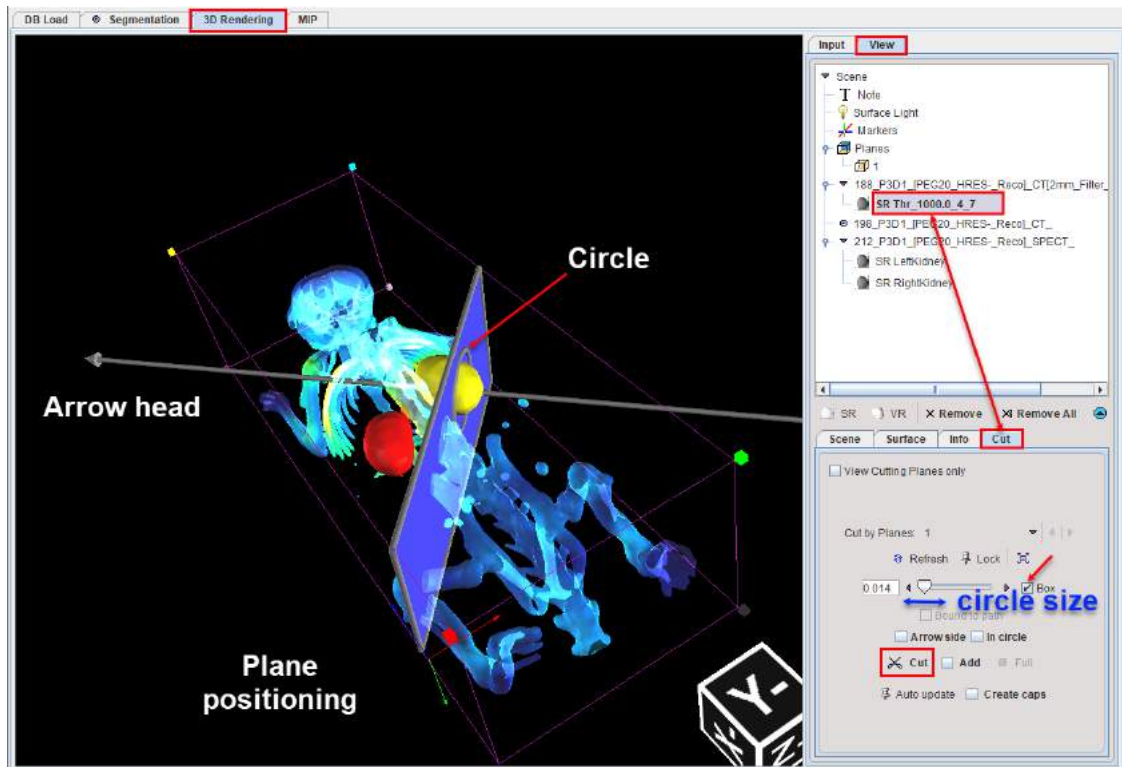 DB Load
Segmentation
3D Rendering
MIP
Input
View
Scene
Note
Surface Light
Markers
Planes
1
188_P3D1_[PEG20_HRES-_Reco]_CT[2mm_Filter_
SR Thr_1000.0_4_7
198_P3D1_[PEG20_HRES-_Reco]_CT_
212_P3D1_[PEG20_HRES-_Reco]_SPECT_
SR LeftKidney
SR RightKidney
Circle
Arrow head
Plane
positioning
Y-
SR
VR
Remove
Remove All
Scene
Surface
Info
Cut
View Cutting Planes only
Cut by Planes: 1
Refresh
Lock
0.014
Box
circle size
Bound to path
Arrow side
In circle
Cut
Add
Full
Auto update
Create caps